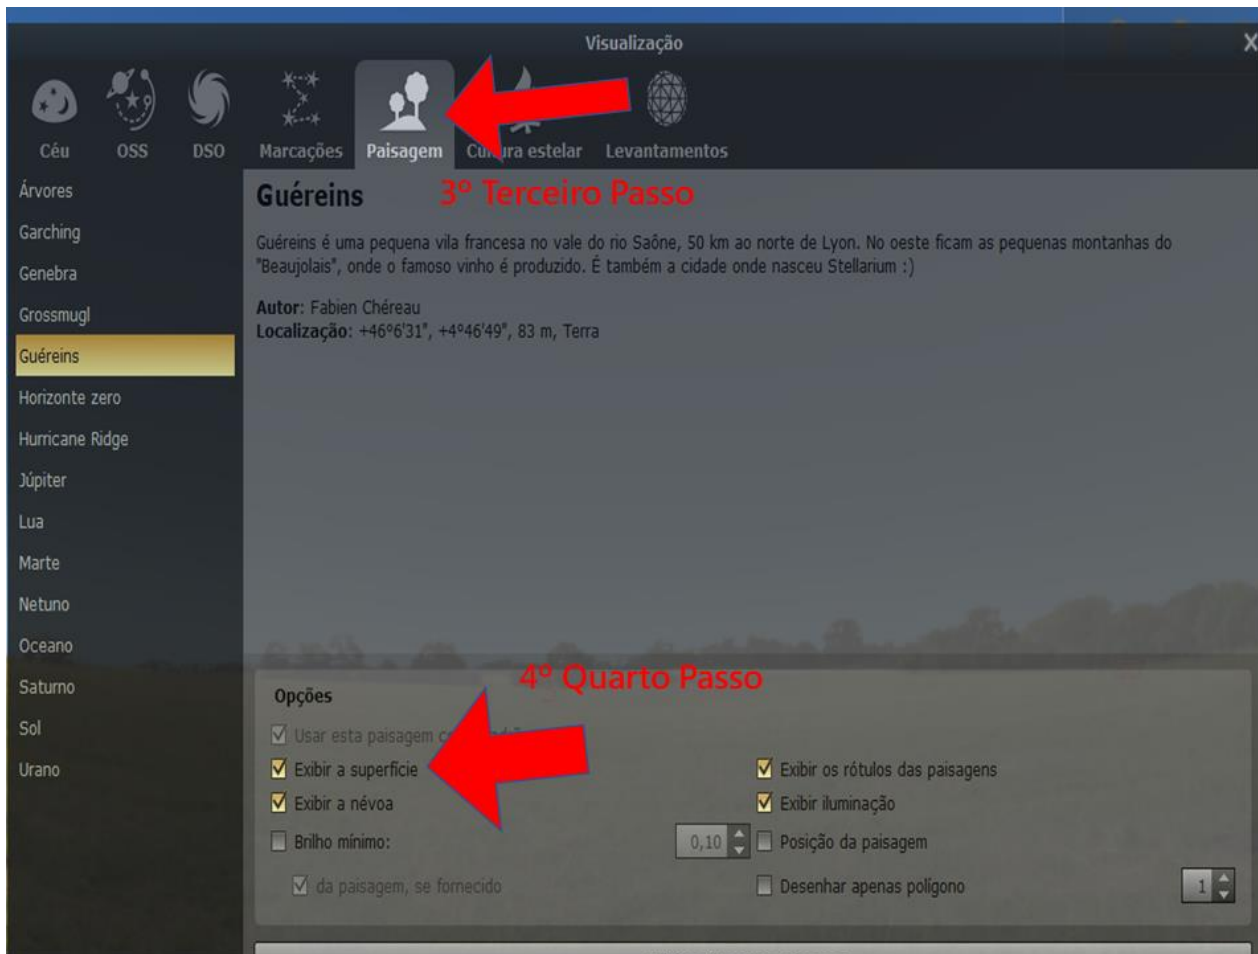 Visualização
X
Céu
OSS
DSO
Marcações
Paisagem
estelar
Levantamentos
3º Terceiro Passo
Árvores
Garching
Genebra
Grossmugl
Guéreins
Horizonte zero
Hurricane Ridge
Júpiter
Lua
Marte
Netuno
Oceano
Saturno
Sol
Urano
Guéreins
Guéreins é uma pequena vila francesa no vale do rio Saône, 50 km ao norte de Lyon. No oeste ficam as pequenas montanhas do
"Beaujolais", onde o famoso vinho é produzido. É também a cidade onde nasceu Stellarium :)
Autor: Fabien Chéreau
Localização: +46°6'31", +4°46'49", 83 m, Terra
4º Quarto Passo
Opções
Usar esta paisagem
Exibir a superfície
Exibir os rótulos das paisagens
Exibir a névoa
Exibir iluminação
Brilho mínimo:
0,10
Posição da paisagem
da paisagem, se fornecido
Desenhar apenas polígono
1